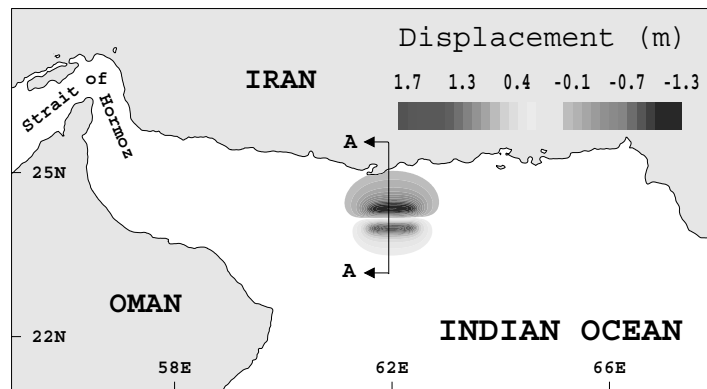 Displacement (m)
1.7 1.3 0.4 -0.1 -0.7 -1.3
IRAN
Strait of
Hormoz
A
25N
A
OMAN
22N
INDIAN OCEAN
58E 62E 66E